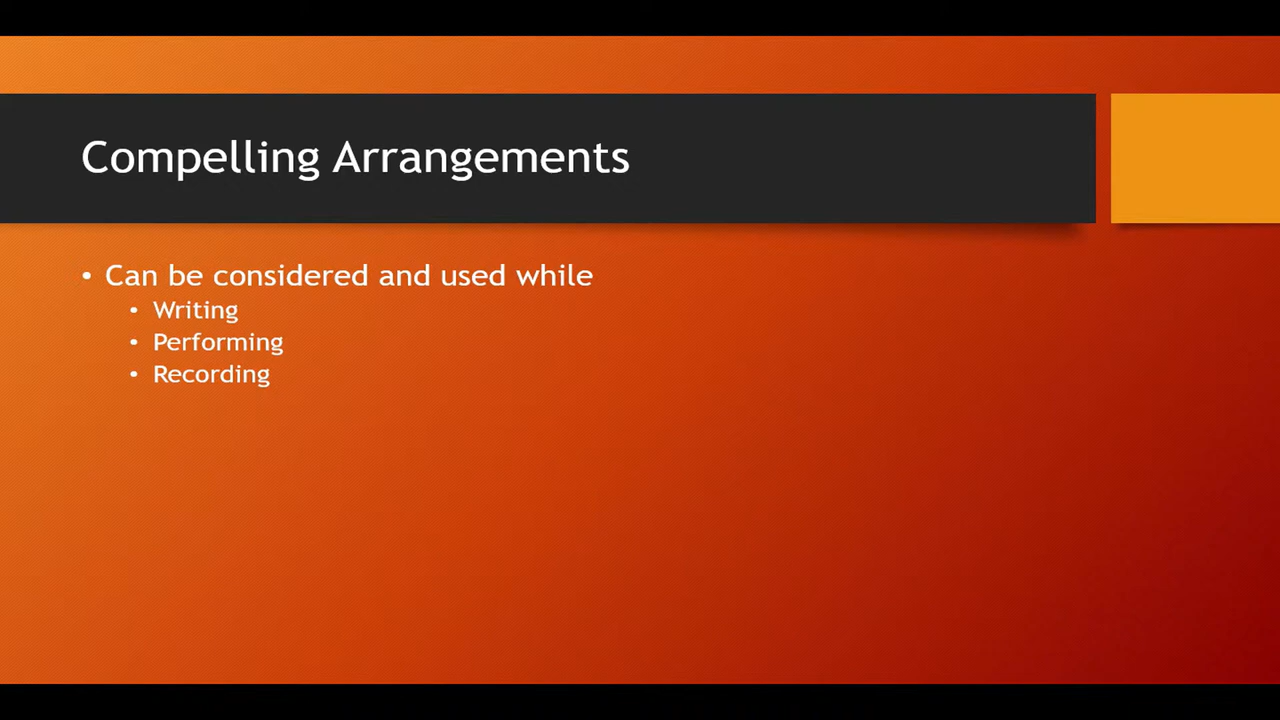 Compelling Arrangements
• Can be considered and used while
• Writing
• Performing
• Recording